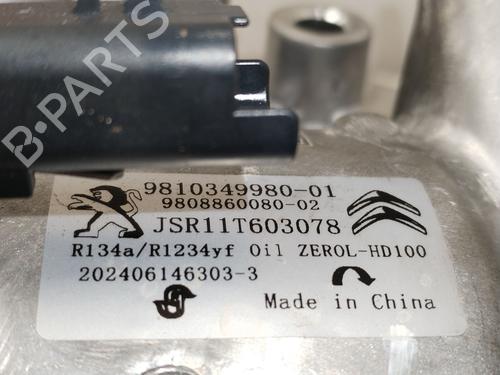 B-PARTS
9810349980-01
9808860080-02
JSR11T603078
R134a/R1234yf Oil ZEROL-HD100
202406146303-3
Made in China